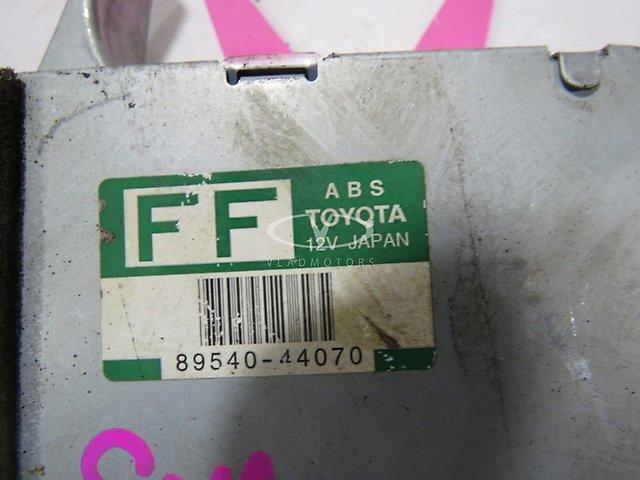 FF
ABS
TOYOTA
12V JAPAN
V
VLADMOTORS
89540-44070